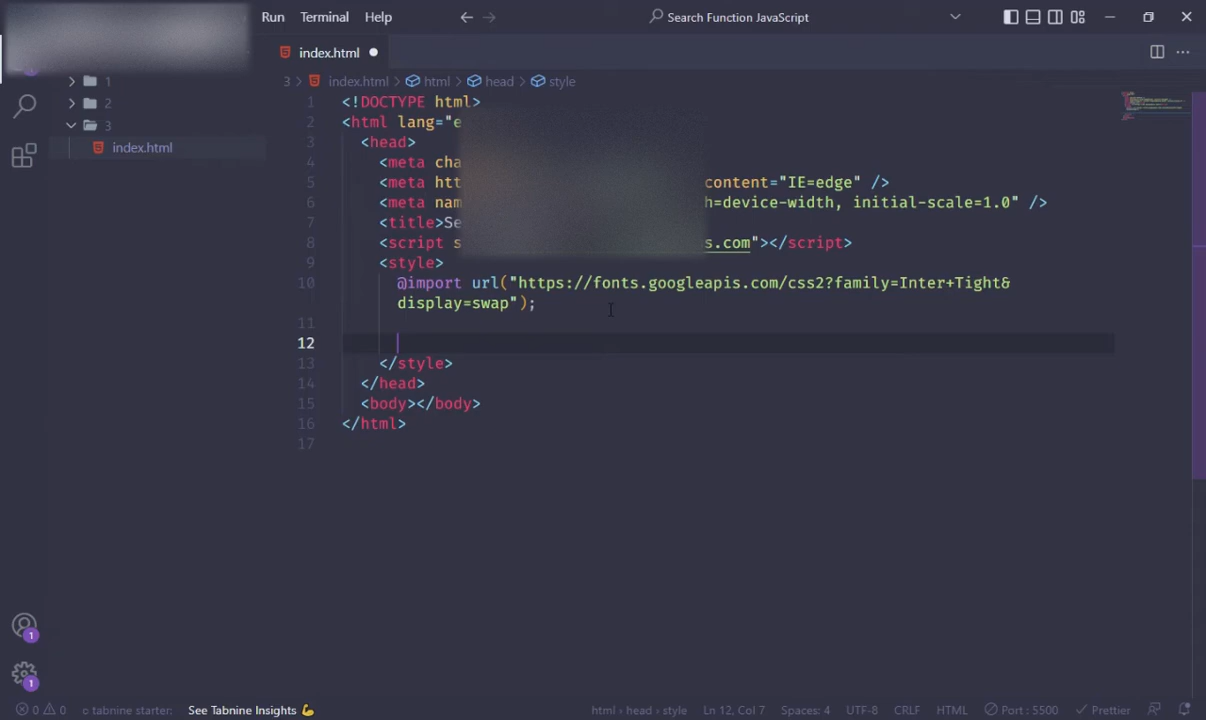 Run Terminal Help
Search Function JavaScript
index.html
1
2
3
index.html
3 index.html html head style
1 <!DOCTYPE html>
2 <html lang="e
3 <head>
4 <meta cha
5 <meta htt content="IE=edge" />
6 <meta nam h=device-width, initial-scale=1.0" />
7 <title>Se
8 <script s s.com"></script>
9 <style>
10 @import url("https://fonts.googleapis.com/css2?family=Inter+Tight&
display=swap");
11
12
13 </style>
14 </head>
15 <body></body>
16 </html>
17
1
1
0 0 tabnine starter: See Tabnine Insights 💪 html › head › style Ln 12, Col 7 Spaces: 4 UTF-8 CRLF HTML Port : 5500 Prettier